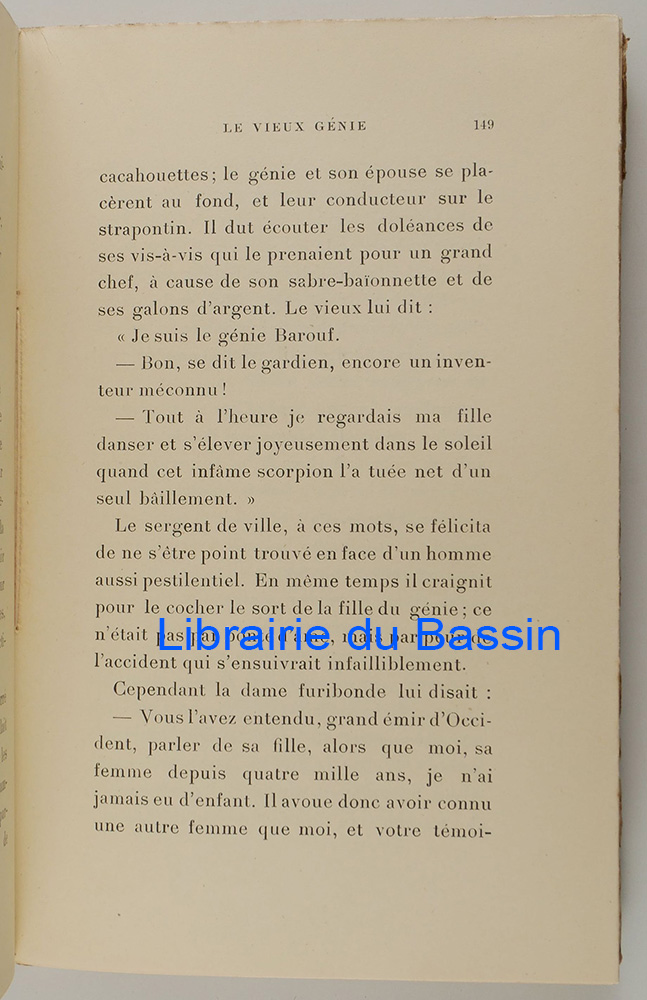 LE VIEUX GÉNIE 149
cacahouettes; le génie et son épouse se pla-
cèrent au fond, et leur conducteur sur le
strapontin. Il dut écouter les doléances de
ses vis-à-vis qui le prenaient pour un grand
chef, à cause de son sabre-baïonnette et de
ses galons d'argent. Le vieux lui dit :
« Je suis le génie Barouf.
— Bon, se dit le gardien, encore un inven-
teur méconnu !
— Tout à l'heure je regardais ma fille
danser et s'élever joyeusement dans le soleil
quand cet infâme scorpion l'a tuée net d'un
seul bâillement. »
Le sergent de ville, à ces mots, se félicita
de ne s'être point trouvé en face d'un homme
aussi pestilentiel. En même temps il craignit
pour le cocher le sort de la fille du génie; ce
n'était pas par bonté d'âme, mais par peur de
Librairie du Bassin
l'accident qui s'ensuivrait infailliblement.
Cependant la dame furibonde lui disait :
— Vous l'avez entendu, grand émir d'Occi-
dent, parler de sa fille, alors que moi, sa
femme depuis quatre mille ans, je n'ai
jamais eu d'enfant. Il avoue donc avoir connu
une autre femme que moi, et votre témoi-